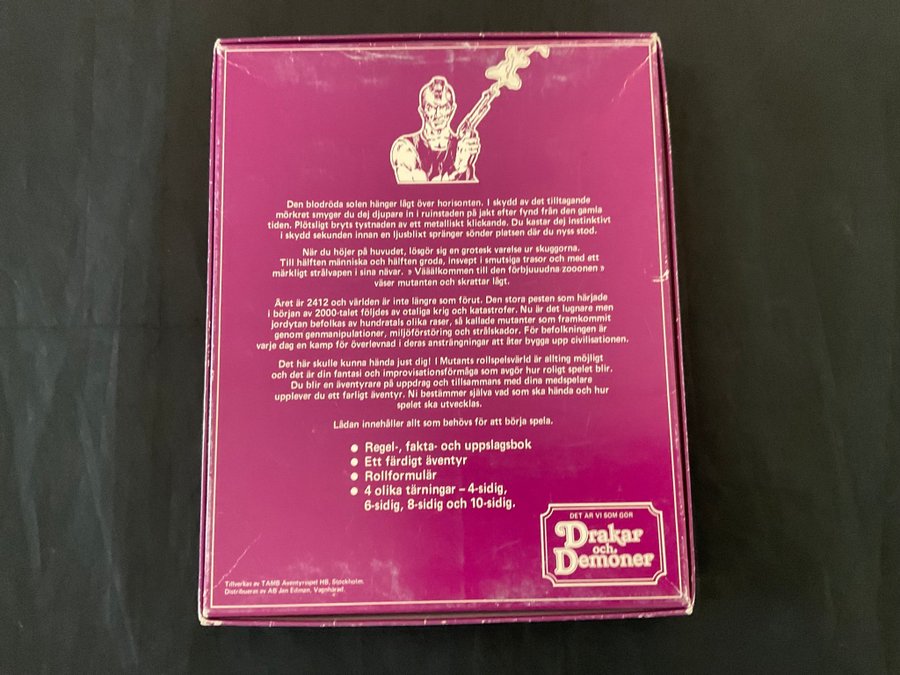 Den blodröda solen hänger lågt över horisonten. I skydd av det tilltagande
mörkret smyger du dej djupare in i ruinstaden på jakt efter fynd från den gamla
tiden. Plötsligt bryts tystnaden av ett metalliskt klickande. Du kastar dej instinktivt
i skydd sekunden innan en ljusblixt spränger sönder platsen där du nyss stod.
När du höjer på huvudet, lösgör sig en grotesk varelse ur skuggorna.
Till hälften människa och hälften groda, insvept i smutsiga trasor och med ett
märkligt strålvapen i sina nävar. » Vääälkommen till den förbjuuudna zooonen »
väser mutanten och skrattar lågt.
Året är 2412 och världen är inte längre som förut. Den stora pesten som härjade
i början av 2000-talet följdes av otaliga krig och katastrofer. Nu är det lugnare men
jordytan befolkas av hundratals olika raser, så kallade mutanter som framkommit
genom genmanipulationer, miljöförstöring och strålskador. För befolkningen är
varje dag en kamp för överlevnad i deras ansträngningar att åter bygga upp civilisationen.
Det här skulle kunna hända just dig! I Mutants rollspelsvärld är allting möjligt
och det är din fantasi och improvisationsförmåga som avgör hur roligt spelet blir.
Du blir en äventyrare på uppdrag och tillsammans med dina medspelare
upplever du ett farligt äventyr. Ni bestämmer själva vad som ska hända och hur
spelet ska utvecklas.
Lådan innehåller allt som behövs för att börja spela.
● Regel-, fakta- och uppslagsbok
● Ett färdigt äventyr
● Rollformulär
● 4 olika tärningar – 4-sidig,
6-sidig, 8-sidig och 10-sidig.
DET ÄR VI SOM GÖR
Drakar
och
Demoner
Tillverkas av TAMB Äventyrsspel HB, Stockholm.
Distribueras av AB Jan Edman, Vagnhärad.